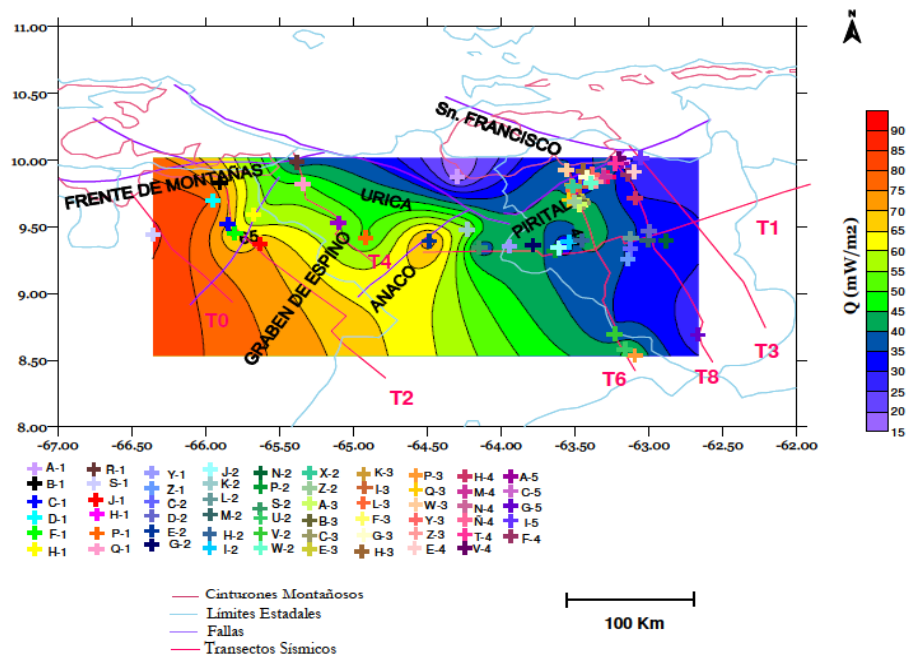 11.00
N
10.50
Sn. FRANCISCO
10.00
FRENTE DE MONTAÑAS
URICA
PIRITAL
9.50
c5
A
T1
T4
ANACO
GRABEN DE ESPINO
9.00
T0
8.50
T6
T8
T3
T2
8.00
-67.00 -66.50 -66.00 -65.50 -65.00 -64.50 -64.00 -63.50 -63.00 -62.50 -62.00
Q (mW/m2)
90
85
80
75
70
65
60
55
50
45
40
35
30
25
20
15
A-1 R-1 Y-1 J-2 N-2 X-2 K-3 P-3 H-4 A-5
B-1 S-1 Z-1 K-2 P-2 Z-2 I-3 Q-3 M-4 C-5
C-1 J-1 C-2 L-2 S-2 A-3 L-3 W-3 N-4 G-5
D-1 H-1 D-2 M-2 U-2 B-3 F-3 Y-3 Ñ-4 I-5
F-1 P-1 E-2 H-2 V-2 C-3 G-3 Z-3 T-4 F-4
H-1 Q-1 G-2 I-2 W-2 E-3 H-3 E-4 V-4
Cinturones Montañosos
Límites Estadales
Fallas
Transectos Sísmicos
100 Km